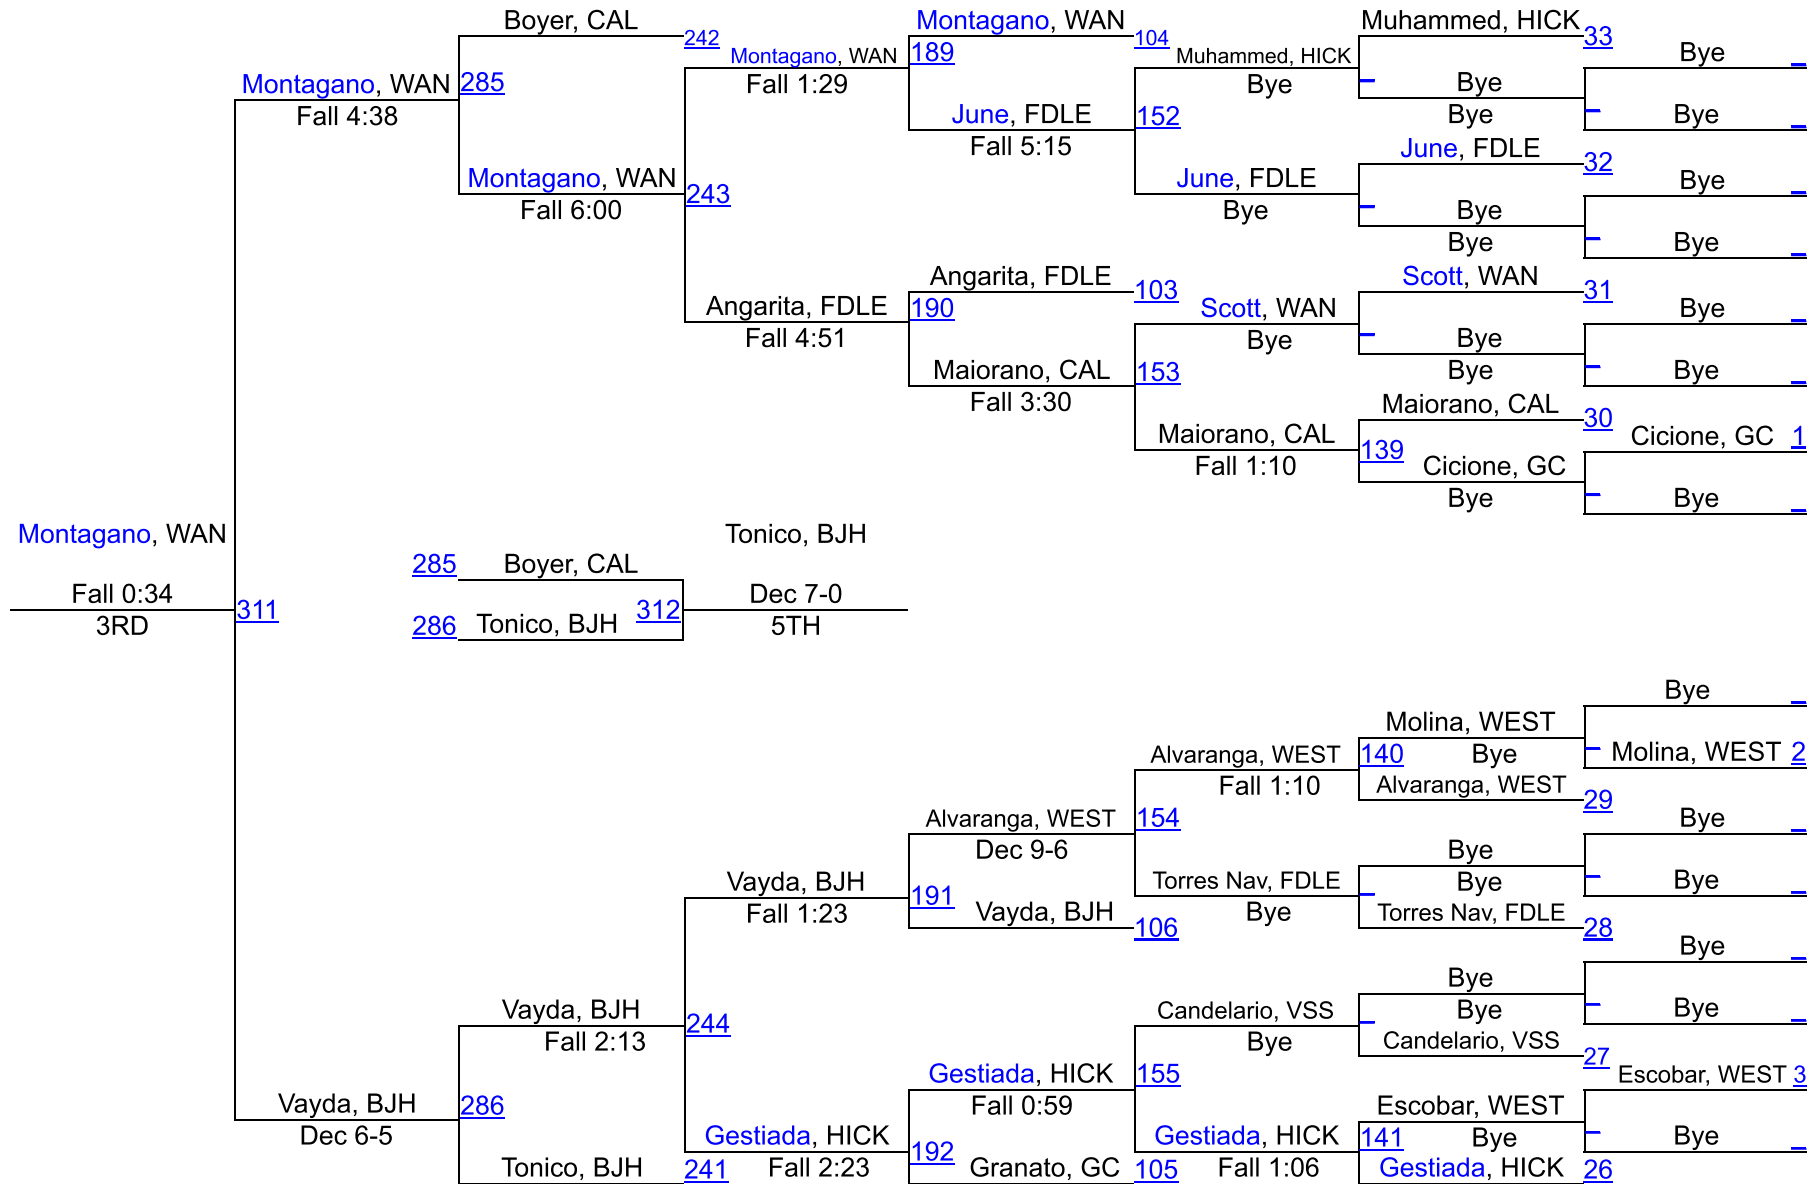 Boyer, CAL
242
Montagano, WAN
285
Fall 4:38
Montagano, WAN
243
Fall 6:00
Montagano, WAN
189
Fall 1:29
Montagano, WAN
104
June, FDLE
152
Fall 5:15
Muhammed, HICK
Bye
Muhammed, HICK
33
Bye
Bye
Bye
Bye
June, FDLE
Bye
June, FDLE
32
Bye
Bye
Bye
Bye
Angarita, FDLE
190
Fall 4:51
Angarita, FDLE
103
Maiorano, CAL
153
Fall 3:30
Scott, WAN
Bye
Scott, WAN
31
Bye
Bye
Bye
Bye
Maiorano, CAL
139
Fall 1:10
Maiorano, CAL
30
Cicione, GC
Bye
Cicione, GC 1
Bye
Montagano, WAN
Fall 0:34
311
3RD
285 Boyer, CAL
286 Tonico, BJH
312
Tonico, BJH
Dec 7-0
5TH
Bye
Molina, WEST 2
Molina, WEST
Bye
Alvaranga, WEST
29
Alvaranga, WEST
140
Fall 1:10
Alvaranga, WEST
154
Dec 9-6
Bye
Bye
Bye
Bye
Torres Nav, FDLE
28
Torres Nav, FDLE
Bye
Vayda, BJH
191
Fall 1:23
Vayda, BJH
106
Vayda, BJH
244
Fall 2:13
Bye
Bye
Bye
Bye
Candelario, VSS
27
Candelario, VSS
Bye
Gestiada, HICK
155
Fall 0:59
Escobar, WEST 3
Bye
Escobar, WEST
Bye
Gestiada, HICK
26
Gestiada, HICK
141
Fall 1:06
Vayda, BJH
286
Dec 6-5
Gestiada, HICK
192
Fall 2:23
Granato, GC
105
Tonico, BJH
241